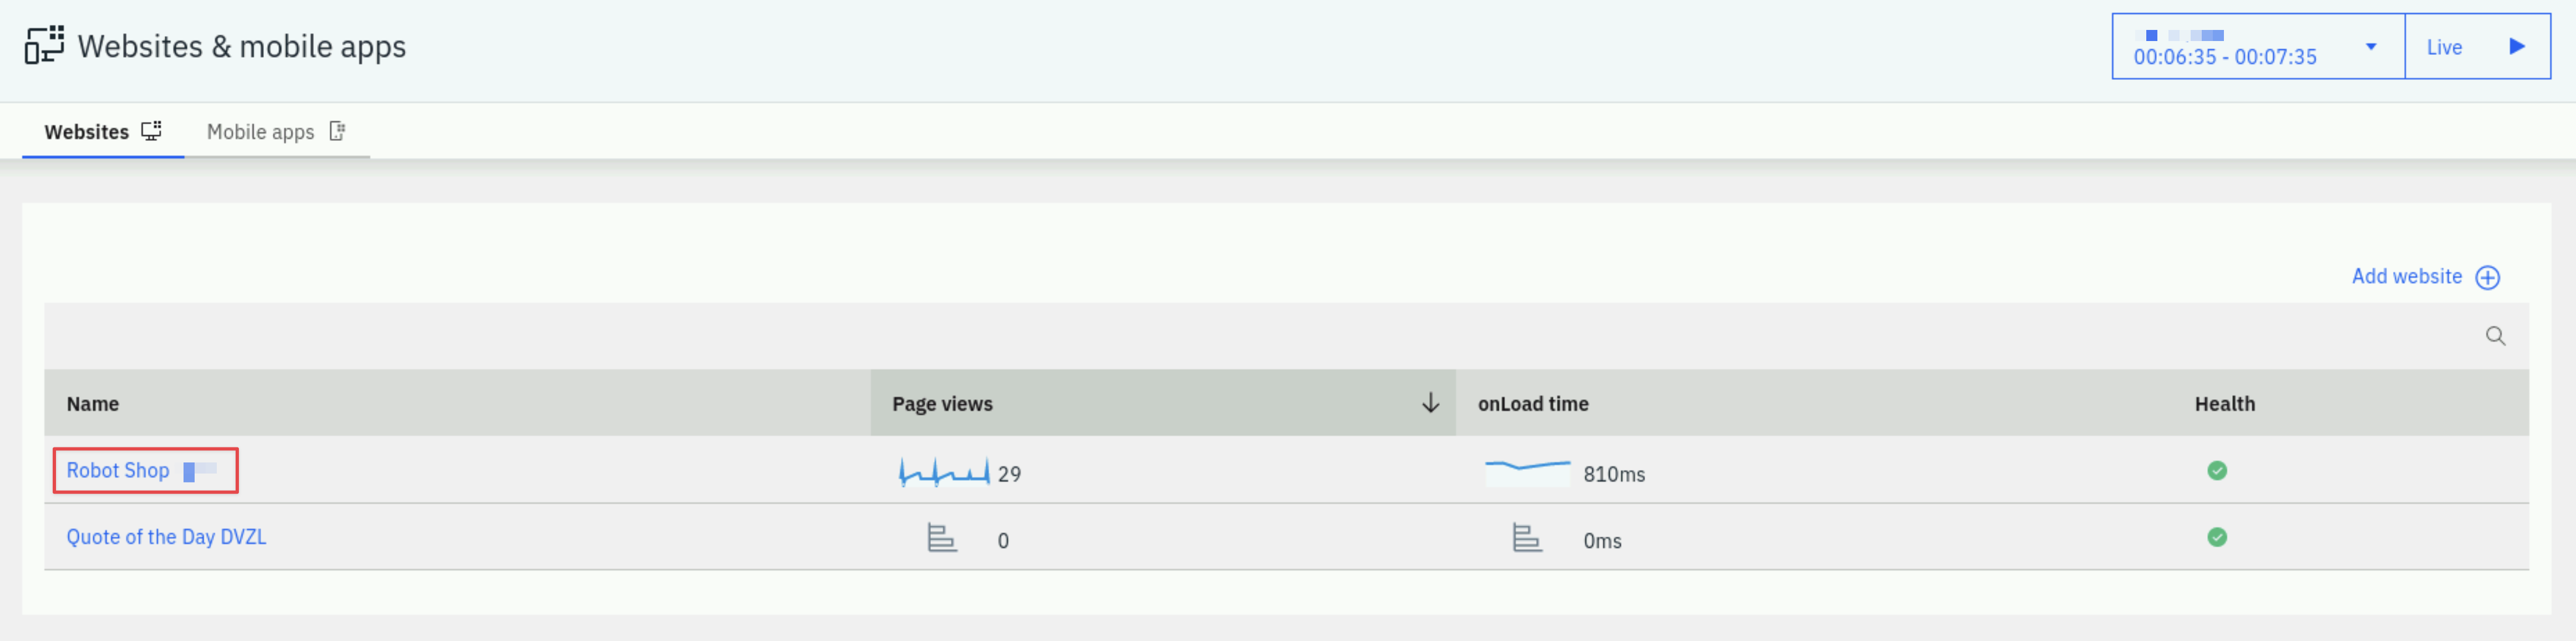 Websites & mobile apps
00:06:35 - 00:07:35
Live
Websites
Mobile apps
Add website
Name
Page views
onLoad time
Health
Robot Shop
29
810ms
Quote of the Day DVZL
0
0ms